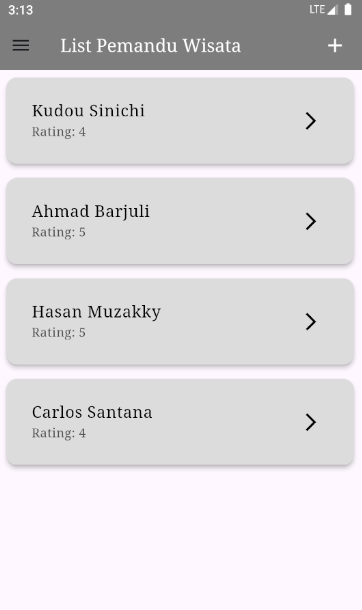 3:13
LTE
List Pemandu Wisata
Kudou Sinichi
Rating: 4
Ahmad Barjuli
Rating: 5
Hasan Muzakky
Rating: 5
Carlos Santana
Rating: 4